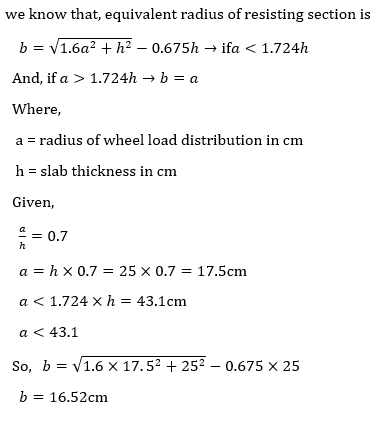 we know that, equivalent radius of resisting section is
b = √1.6a² + h² − 0.675h → ifa < 1.724h
And, if a > 1.724h → b = a
Where,
a = radius of wheel load distribution in cm
h = slab thickness in cm
Given,
a/h = 0.7
a = h × 0.7 = 25 × 0.7 = 17.5cm
a < 1.724 × h = 43.1cm
a < 43.1
So, b = √1.6 × 17.5² + 25² − 0.675 × 25
b = 16.52cm